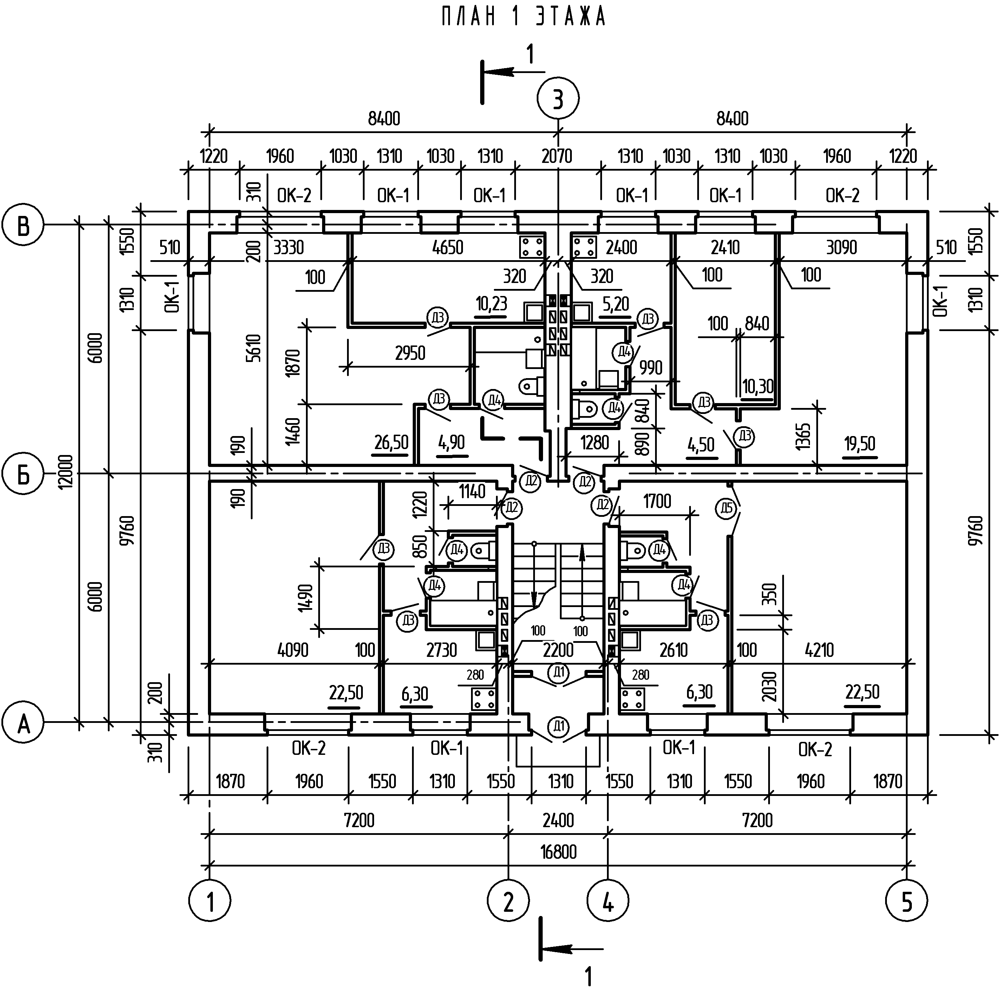 ПЛАН 1 ЭТАЖА
1
3
8400 8400
1220 1960 1030 1310 1030 1310 2070 1310 1030 1310 1030 1960 1220
310 ОК-2 ОК-1 ОК-1 ОК-1 ОК-1 ОК-2
В
1550 510 200 3330 4650 2400 2410 3090 510 1550
100 320 320 100 100
1310 ОК-1 10,23 5,20 ОК-1 1310
Д3 Д3 100 840
6000 5610 1870 2950 Д4 990
10,30
Д3 Д4 Д4 840 Д3
190 1460 26,50 4,90 1280 890 4,50 Д3 1365 19,50
12000
Б
Д2 Д2
190 1220 1140 Д2 Д2 1700 Д5
9760 9760
Д3 850 Д4 Д4
6000 1490 Д4 Д4 350
Д3 Д3
100 100
4090 100 2730 2200 2610 100 4210
280 Д1 280
200 22,50 6,30 6,30 2030 22,50
А
Д1
310 ОК-2 ОК-1 ОК-1 ОК-2
1870 1960 1550 1310 1550 1310 1550 1310 1550 1960 1870
7200 2400 7200
16800
1 2 4 5
1